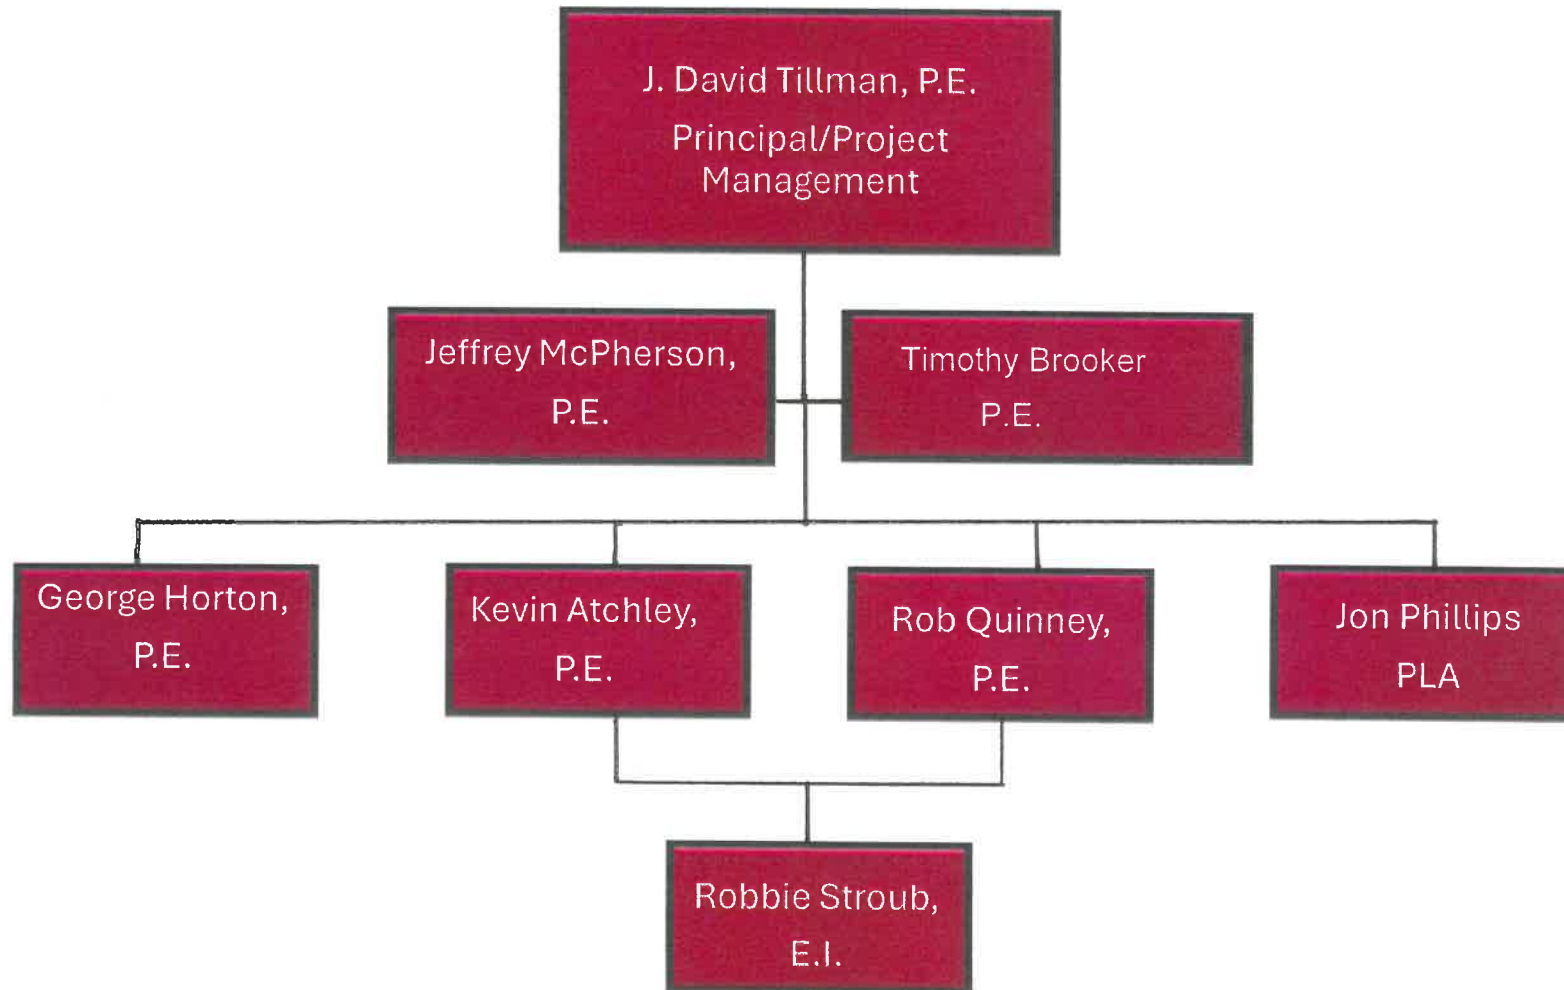 J. David Tillman, P.E.
Principal/Project
Management
Jeffrey McPherson,
P.E.
Timothy Brooker
P.E.
George Horton,
P.E.
Kevin Atchley,
P.E.
Rob Quinney,
P.E.
Jon Phillips
PLA
Robbie Stroub,
E.I.